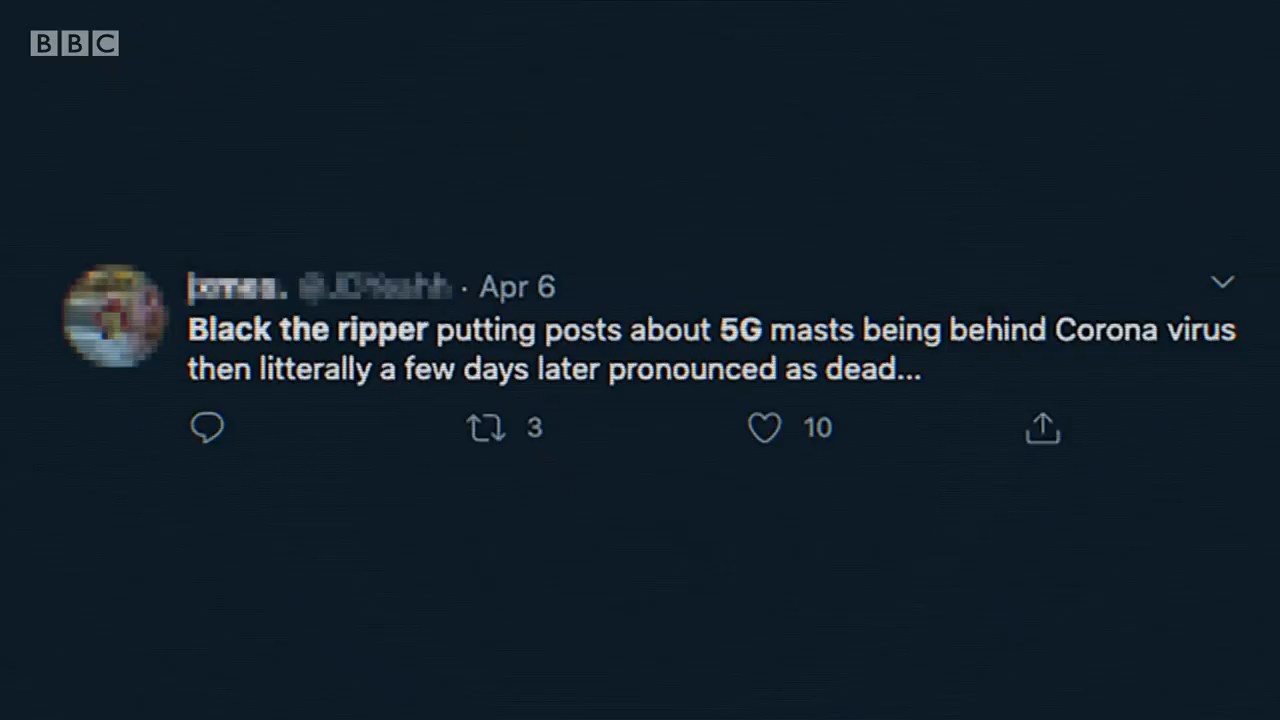 BBC
· Apr 6
Black the ripper putting posts about 5G masts being behind Corona virus
then litterally a few days later pronounced as dead...
3 10